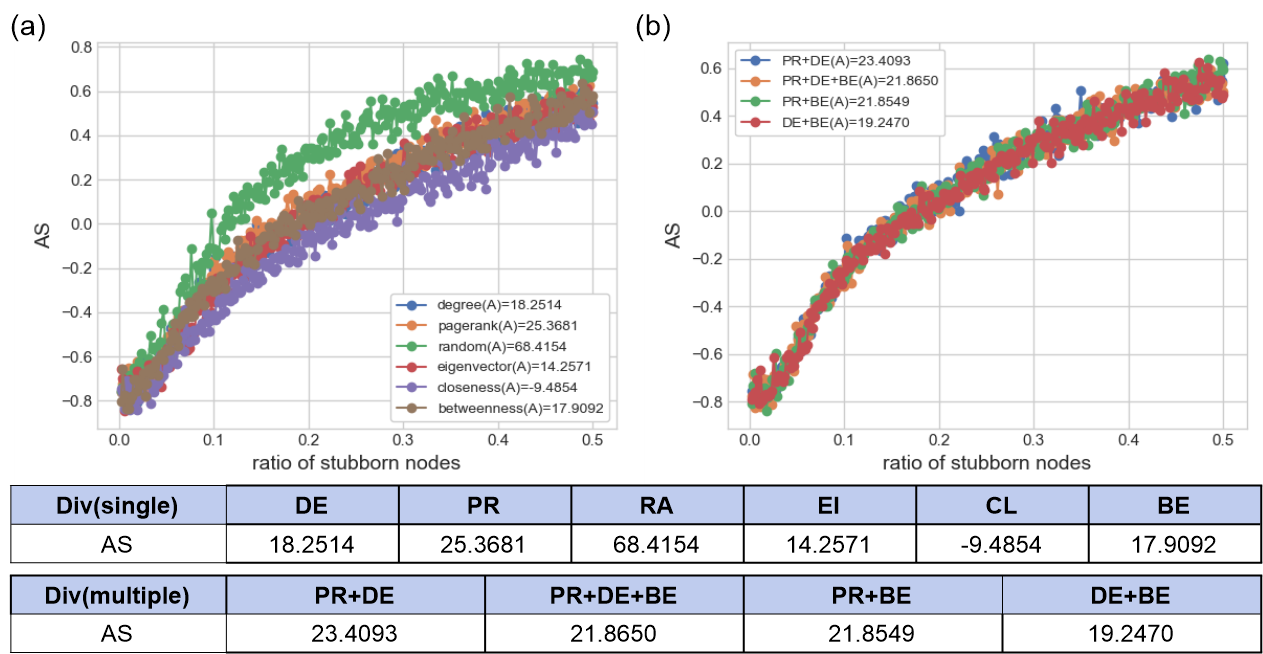 (a)
0.8
0.6
0.4
0.2
0.0
−0.2
−0.4
−0.6
−0.8
AS
degree(A)=18.2514
pagerank(A)=25.3681
random(A)=68.4154
eigenvector(A)=14.2571
closeness(A)=-9.4854
betweenness(A)=17.9092
0.0 0.1 0.2 0.3 0.4 0.5
ratio of stubborn nodes
(b)
0.6
0.4
0.2
0.0
−0.2
−0.4
−0.6
−0.8
AS
PR+DE(A)=23.4093
PR+DE+BE(A)=21.8650
PR+BE(A)=21.8549
DE+BE(A)=19.2470
0.0 0.1 0.2 0.3 0.4 0.5
ratio of stubborn nodes
Div(single) DE PR RA EI CL BE
AS 18.2514 25.3681 68.4154 14.2571 -9.4854 17.9092
Div(multiple) PR+DE PR+DE+BE PR+BE DE+BE
AS 23.4093 21.8650 21.8549 19.2470